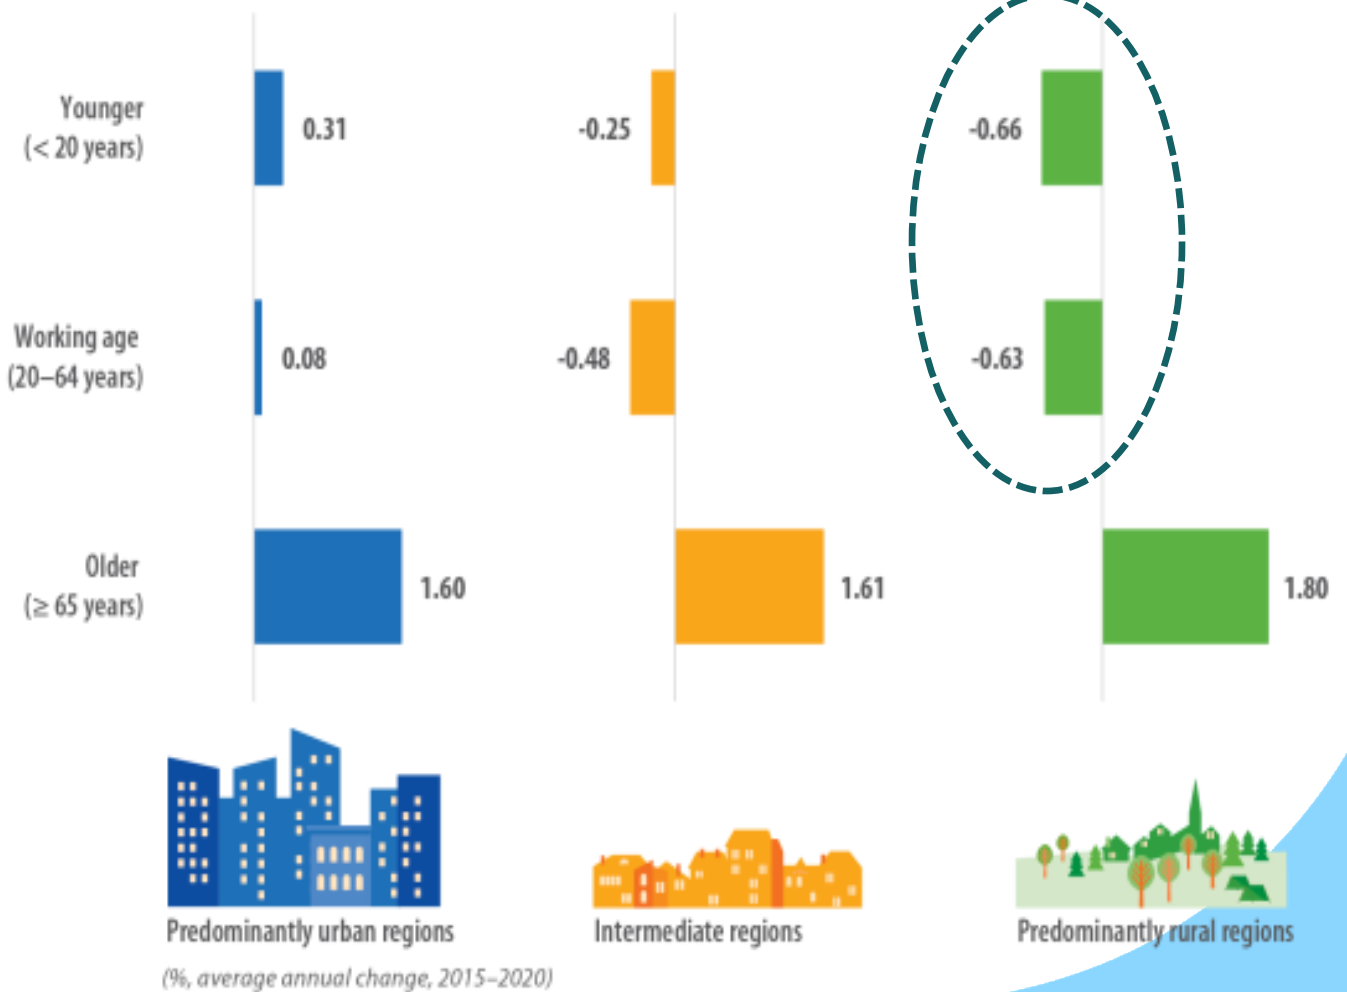 Younger
(< 20 years)
0.31
-0.25
-0.66
Working age
(20–64 years)
0.08
-0.48
-0.63
Older
(≥ 65 years)
1.60
1.61
1.80
Predominantly urban regions
Intermediate regions
Predominantly rural regions
(%, average annual change, 2015–2020)